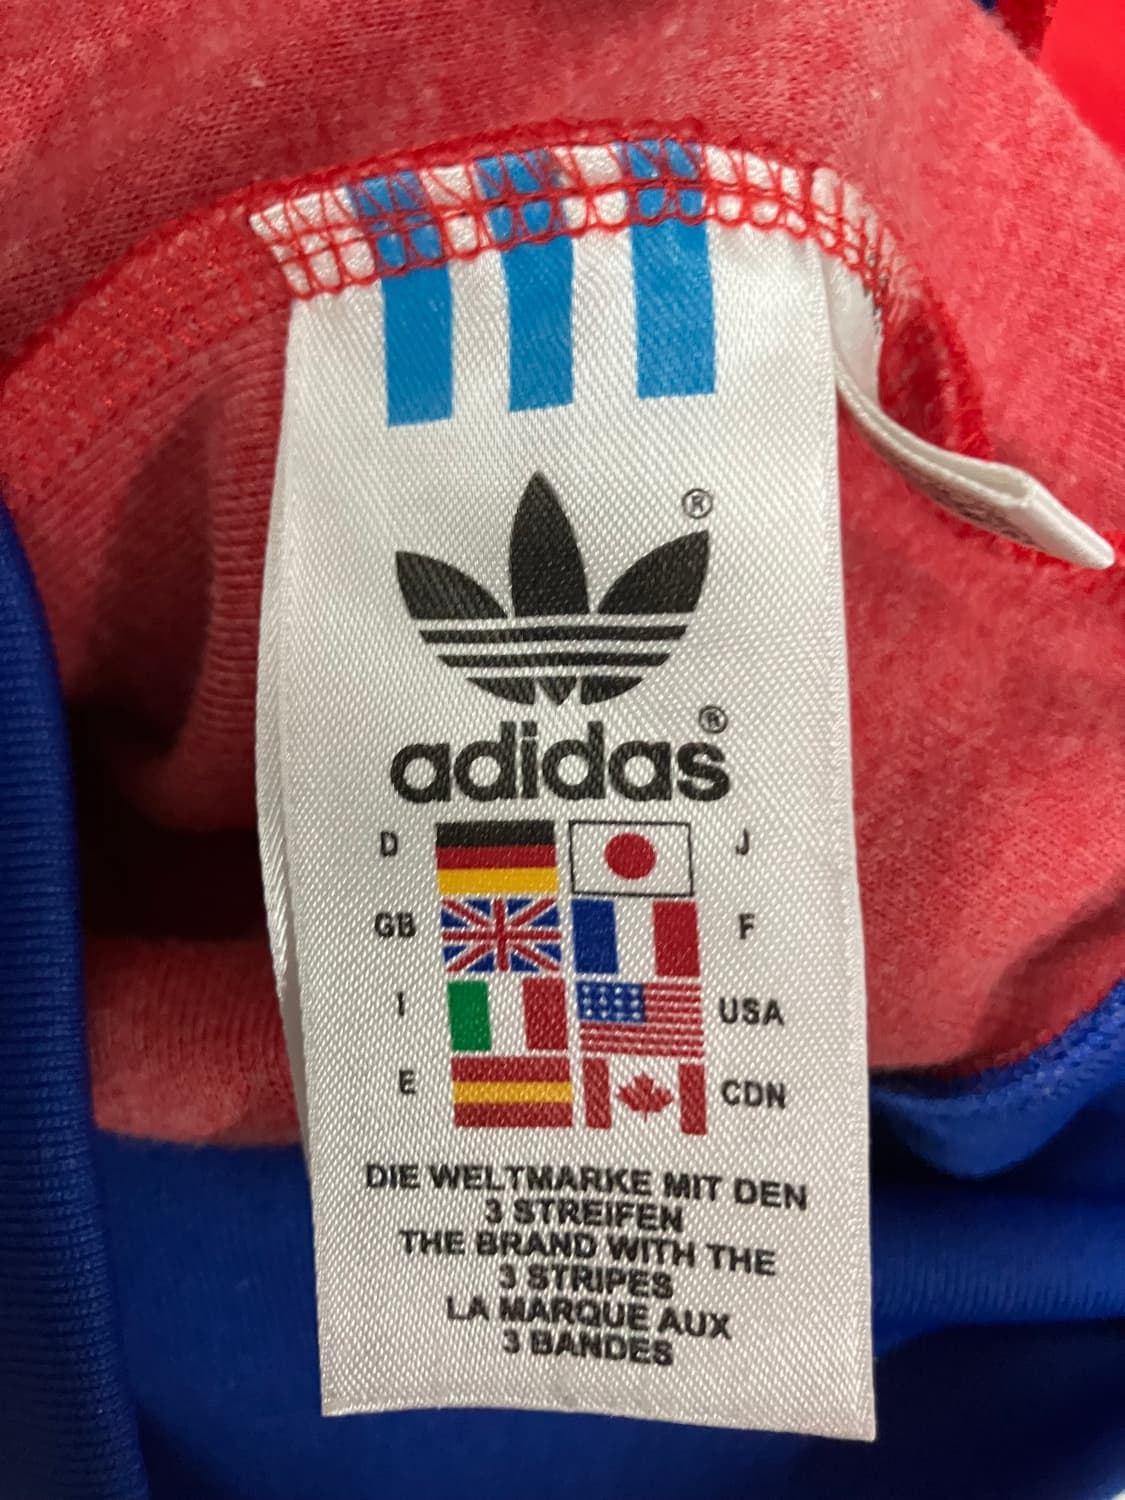 ®
adidas®
D J
GB F
I USA
E CDN
DIE WELTMARKE MIT DEN
3 STREIFEN
THE BRAND WITH THE
3 STRIPES
LA MARQUE AUX
3 BANDES